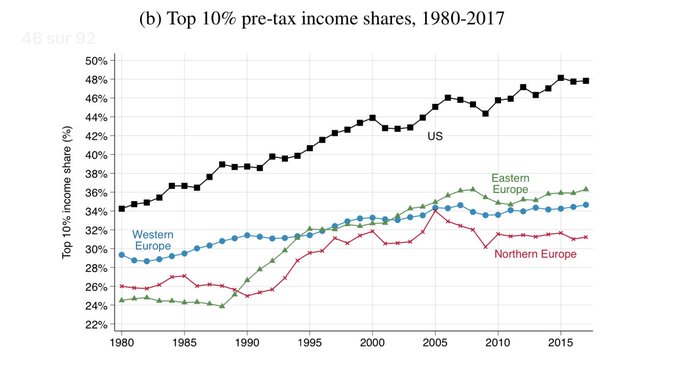 (b) Top 10% pre-tax income shares, 1980-2017
46 sur 92
50%
48%
46%
44%
42%
40%
38%
36%
34%
32%
30%
28%
26%
24%
22%
Top 10% income share (%)
US
Eastern
Europe
Western
Europe
Northern Europe
1980
1985
1990
1995
2000
2005
2010
2015